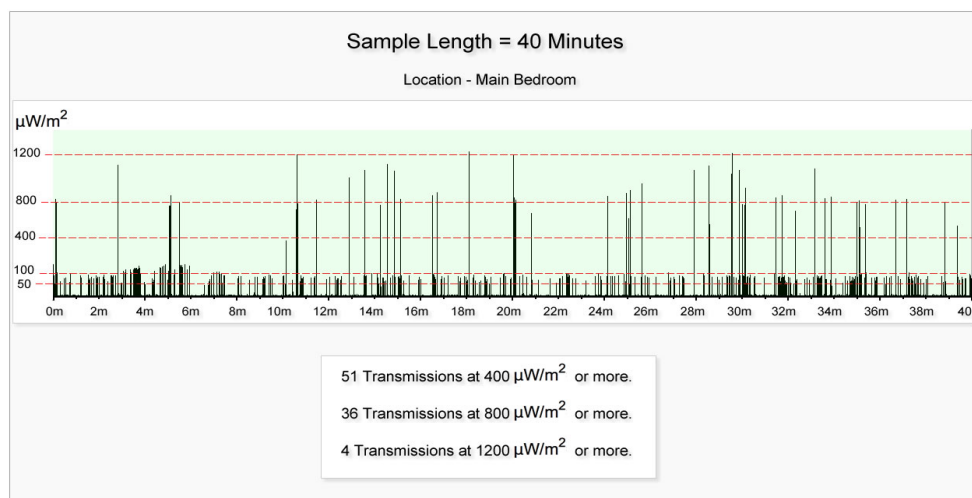 Sample Length = 40 Minutes
Location - Main Bedroom
µW/m²
1200
800
400
100
50
0m 2m 4m 6m 8m 10m 12m 14m 16m 18m 20m 22m 24m 26m 28m 30m 32m 34m 36m 38m 40
51 Transmissions at 400 µW/m² or more.
36 Transmissions at 800 µW/m² or more.
4 Transmissions at 1200 µW/m² or more.